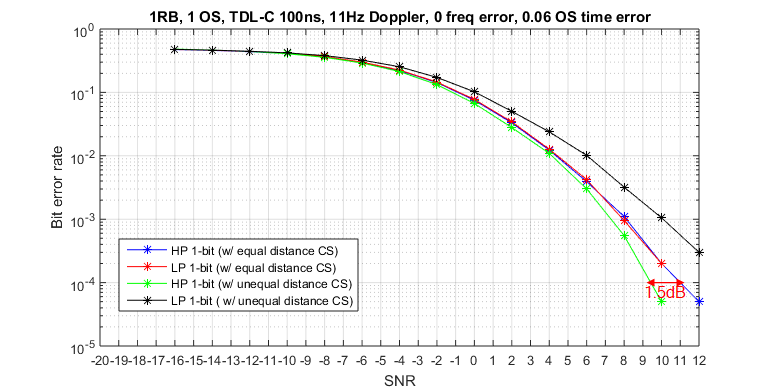 1RB, 1 OS, TDL-C 100ns, 11Hz Doppler, 0 freq error, 0.06 OS time error
10^0
10^-1
10^-2
10^-3
10^-4
10^-5
Bit error rate
HP 1-bit (w/ equal distance CS)
LP 1-bit (w/ equal distance CS)
HP 1-bit (w/ unequal distance CS)
LP 1-bit ( w/ unequal distance CS)
1.5dB
-20 -19 -18 -17 -16 -15 -14 -13 -12 -11 -10 -9 -8 -7 -6 -5 -4 -3 -2 -1 0 1 2 3 4 5 6 7 8 9 10 11 12
SNR